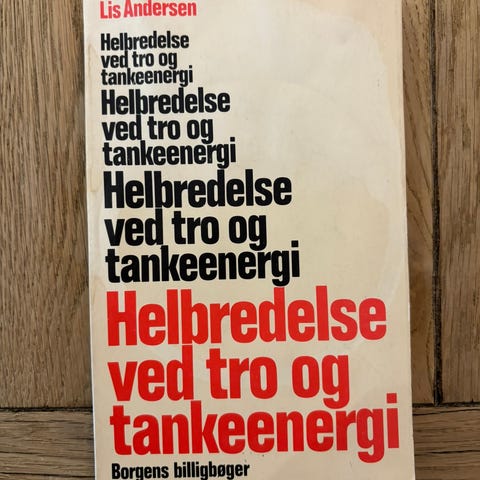 Lis Andersen
Helbredelse
ved tro og
tankeenergi
Helbredelse
ved tro og
tankeenergi
Helbredelse
ved tro og
tankeenergi
Helbredelse
ved tro og
tankeenergi
Borgens billigbøger